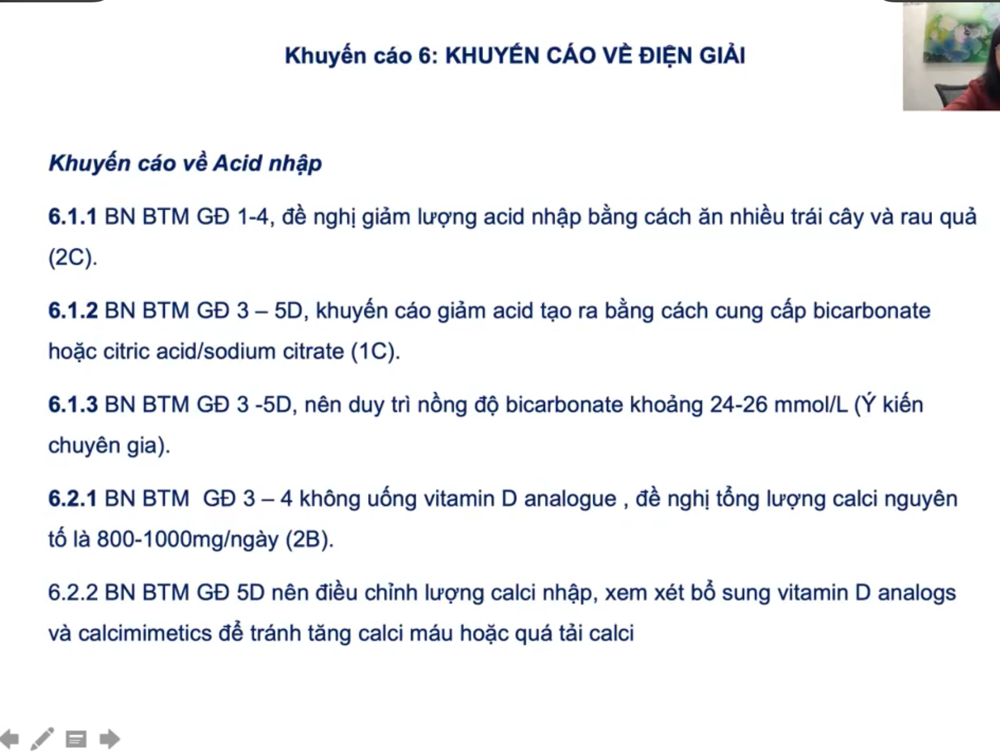 Khuyến cáo 6: KHUYẾN CÁO VỀ ĐIỆN GIẢI
Khuyến cáo về Acid nhập
6.1.1 BN BTM GĐ 1-4, đề nghị giảm lượng acid nhập bằng cách ăn nhiều trái cây và rau quả
(2C).
6.1.2 BN BTM GĐ 3 – 5D, khuyến cáo giảm acid tạo ra bằng cách cung cấp bicarbonate
hoặc citric acid/sodium citrate (1C).
6.1.3 BN BTM GĐ 3 -5D, nên duy trì nồng độ bicarbonate khoảng 24-26 mmol/L (Ý kiến
chuyên gia).
6.2.1 BN BTM  GĐ 3 – 4 không uống vitamin D analogue , đề nghị tổng lượng calci nguyên
tố là 800-1000mg/ngày (2B).
6.2.2 BN BTM GĐ 5D nên điều chỉnh lượng calci nhập, xem xét bổ sung vitamin D analogs
và calcimimetics để tránh tăng calci máu hoặc quá tải calci